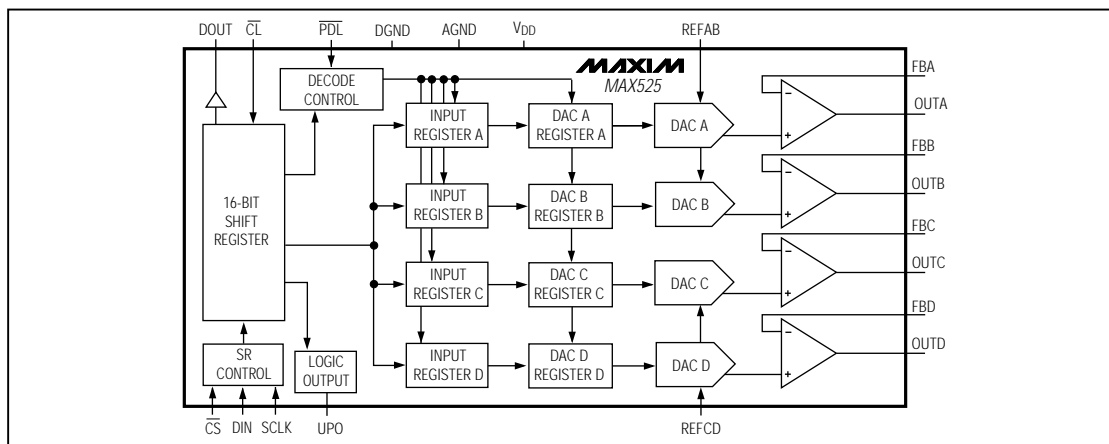 DOUT CL PDL DGND AGND VDD REFAB
MAXIM
MAX525
FBA
DECODE
CONTROL
INPUT
REGISTER A
DAC A
REGISTER A
DAC A
-
+
OUTA
FBB
16-BIT
SHIFT
REGISTER
INPUT
REGISTER B
DAC B
REGISTER B
DAC B
-
+
OUTB
FBC
INPUT
REGISTER C
DAC C
REGISTER C
DAC C
-
+
OUTC
FBD
SR
CONTROL
LOGIC
OUTPUT
INPUT
REGISTER D
DAC D
REGISTER D
DAC D
-
+
OUTD
CS DIN SCLK UPO REFCD